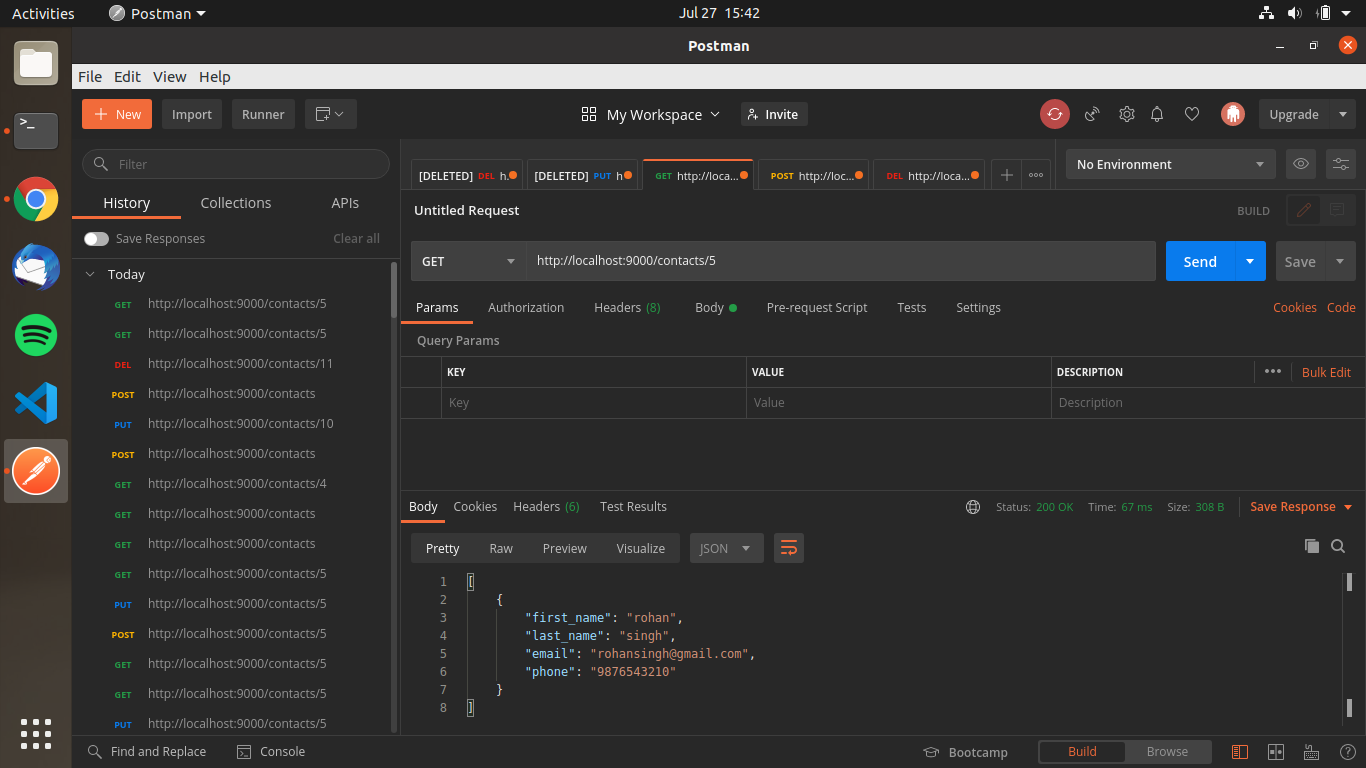 Activities Postman Jul 27 15:42
Postman
File Edit View Help
New Import Runner My Workspace Invite Upgrade
Filter
[DELETED] DEL h. [DELETED] PUT h GET http://loca... POST http://loc... DEL http://loca... No Environment
History Collections APIs
Untitled Request BUILD
Save Responses Clear all
GET http://localhost:9000/contacts/5 Send Save
Today
GET http://localhost:9000/contacts/5
GET http://localhost:9000/contacts/5
DEL http://localhost:9000/contacts/11
POST http://localhost:9000/contacts
PUT http://localhost:9000/contacts/10
POST http://localhost:9000/contacts
GET http://localhost:9000/contacts/4
GET http://localhost:9000/contacts
GET http://localhost:9000/contacts
GET http://localhost:9000/contacts/5
PUT http://localhost:9000/contacts/5
POST http://localhost:9000/contacts/5
GET http://localhost:9000/contacts/5
GET http://localhost:9000/contacts/5
PUT http://localhost:9000/contacts/5
Params Authorization Headers (8) Body Pre-request Script Tests Settings Cookies Code
Query Params
KEY VALUE DESCRIPTION ••• Bulk Edit
Key Value Description
Body Cookies Headers (6) Test Results Status: 200 OK Time: 67 ms Size: 308 B Save Response
Pretty Raw Preview Visualize JSON
1 [
2 {
3 "first_name": "rohan",
4 "last_name": "singh",
5 "email": "rohansingh@gmail.com",
6 "phone": "9876543210"
7 }
8 ]
Find and Replace Console Bootcamp Build Browse